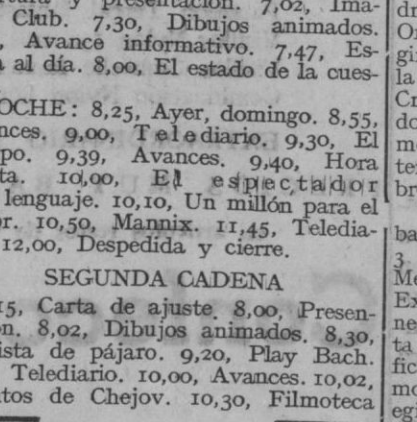 y presentación. 7,02, Ima-
Club. 7,30, Dibujos animados.
, Avance informativo. 7,47, Es-
al día. 8,00, El estado de la cues-
OCHE: 8,25, Ayer, domingo. 8,55,
nces. 9,00, Telediario. 9,30, El
po. 9,39, Avances. 9,40, Hora
ta. 10,00, El espectador
lenguaje. 10,10, Un millón para el
or. 10,50, Mannix. 11,45, Teledia-
12,00, Despedida y cierre.
SEGUNDA CADENA
15, Carta de ajuste. 8,00, Presen-
ón. 8,02, Dibujos animados. 8,30,
ista de pájaro. 9,20, Play Bach.
Telediario. 10,00, Avances. 10,02,
tos de Chejov. 10,30, Filmoteca